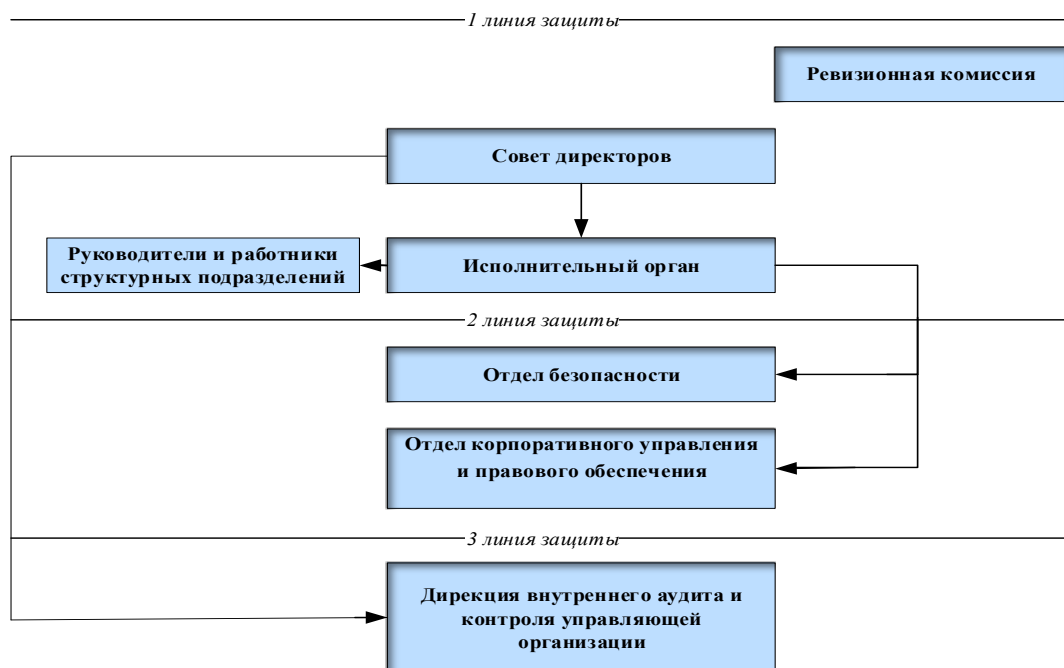 1 линия защиты
Ревизионная комиссия
Совет директоров
Руководители и работники
структурных подразделений
Исполнительный орган
2 линия защиты
Отдел безопасности
Отдел корпоративного управления
и правового обеспечения
3 линия защиты
Дирекция внутреннего аудита и
контроля управляющей
организации